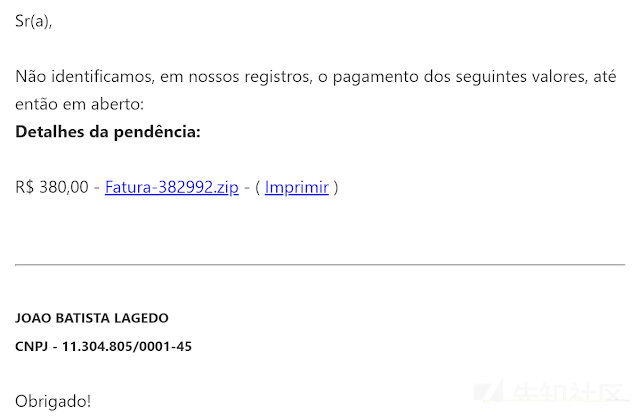 Sr(a),
Não identificamos, em nossos registros, o pagamento dos seguintes valores, até
então em aberto:
Detalhes da pendência:
R$ 380,00 - Fatura-382992.zip - ( Imprimir )
JOAO BATISTA LAGEDO
CNPJ - 11.304.805/0001-45
Obrigado!
先知社区